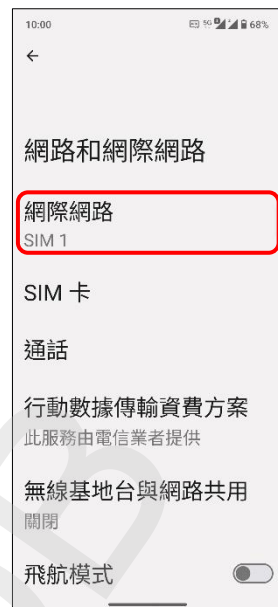 10:00 5G 68%
網路和網際網路
網際網路
SIM 1
SIM 卡
通話
行動數據傳輸資費方案
此服務由電信業者提供
無線基地台與網路共用
關閉
飛航模式